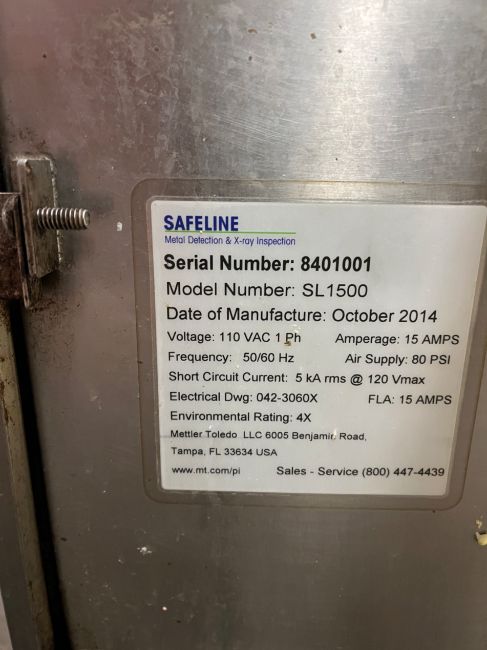 SAFELINE
Metal Detection & X-ray Inspection
Serial Number: 8401001
Model Number: SL1500
Date of Manufacture: October 2014
Voltage: 110 VAC 1 Ph Amperage: 15 AMPS
Frequency: 50/60 Hz Air Supply: 80 PSI
Short Circuit Current: 5 kA rms @ 120 Vmax
Electrical Dwg: 042-3060X FLA: 15 AMPS
Environmental Rating: 4X
Mettler Toledo LLC 6005 Benjamin Road,
Tampa, FL 33634 USA
www.mt.com/pi Sales - Service (800) 447-4439